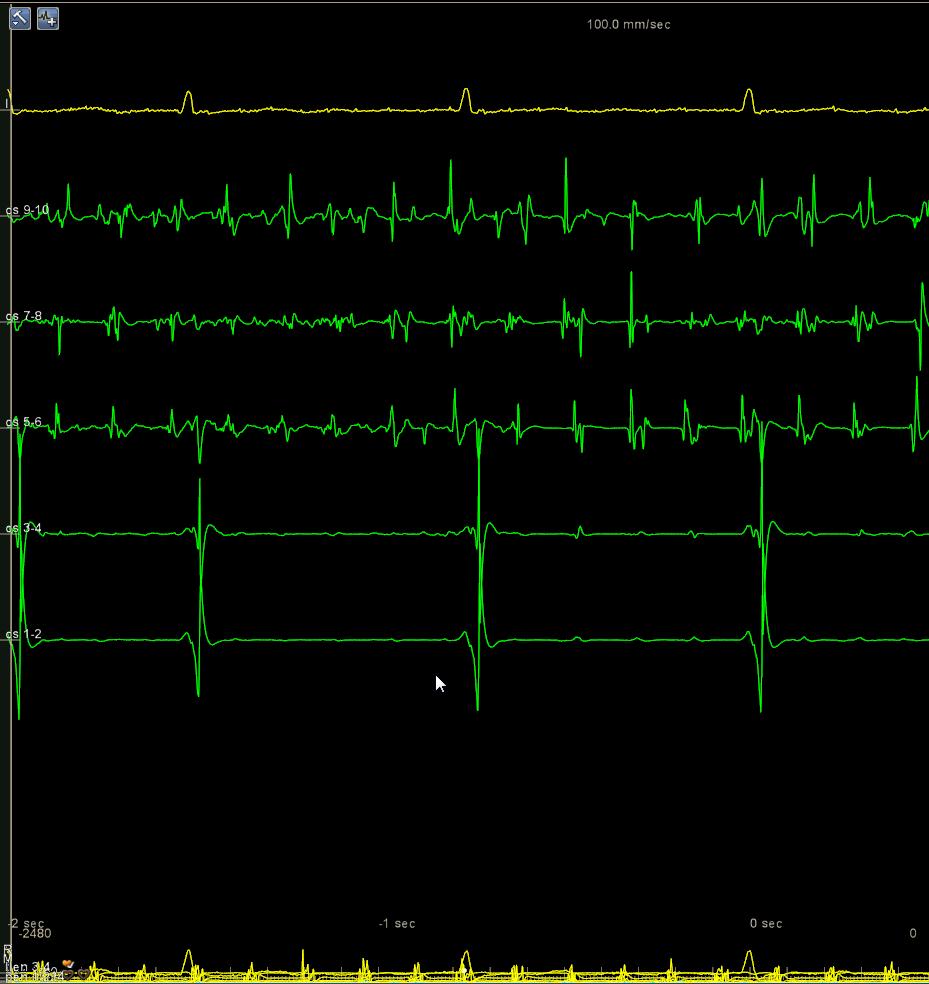 100.0 mm/sec
I
cs 9-10
cs 7-8
cs 5-6
cs 3-4
cs 1-2
-2 sec
-1 sec
0 sec
-2480
0